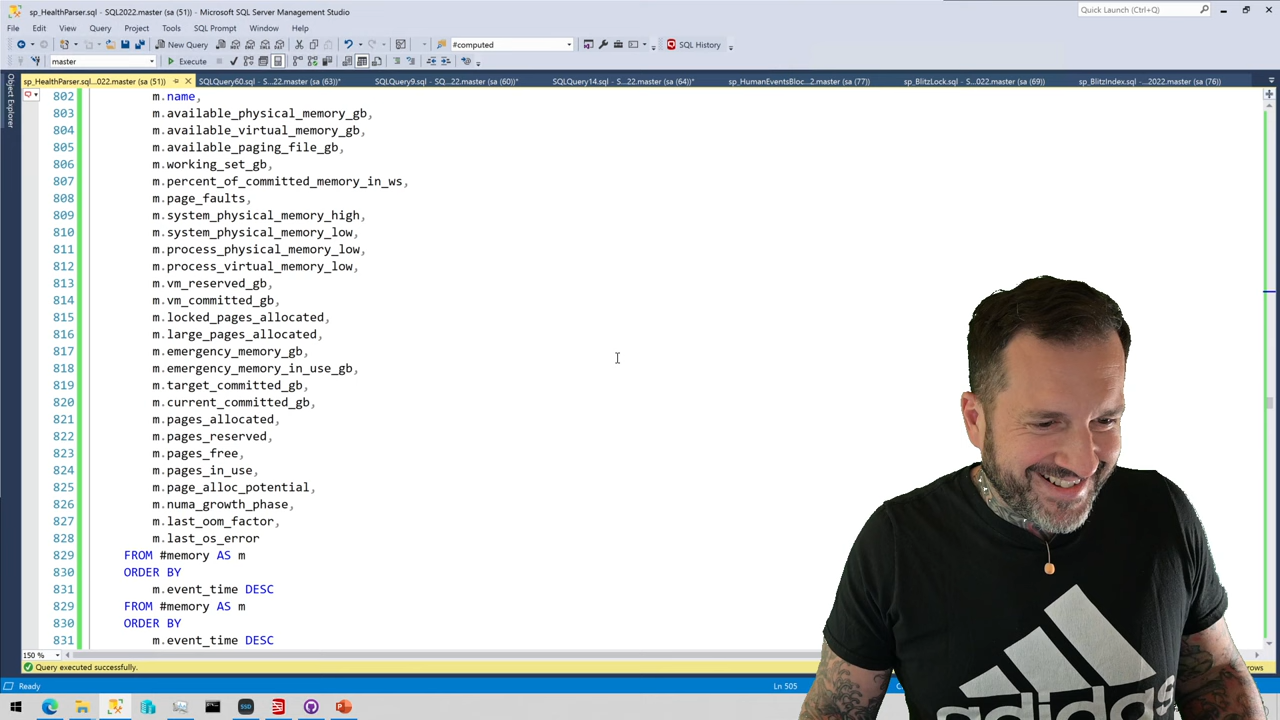 sp_HealthParser.sql - SQL2022.master (sa (51)) - Microsoft SQL Server Management Studio
Quick Launch (Ctrl+Q)
File Edit View Query Project Tools SQL Prompt Window Help
New Query #computed SQL History
master Execute
sp_HealthParser.sql...022.master (sa (51)) SQLQuery60.sql - S...22.master (sa (63))* SQLQuery9.sql - SQ...22.master (sa (60))* SQLQuery14.sql - S...22.master (sa (64))* sp_HumanEventsBloc...2.master (sa (77)) sp_BlitzLock.sql - S...022.master (sa (69)) sp_BlitzIndex.sql -...2022.master (sa (76))
Object Explorer
802 m.name,
803 m.available_physical_memory_gb,
804 m.available_virtual_memory_gb,
805 m.available_paging_file_gb,
806 m.working_set_gb,
807 m.percent_of_committed_memory_in_ws,
808 m.page_faults,
809 m.system_physical_memory_high,
810 m.system_physical_memory_low,
811 m.process_physical_memory_low,
812 m.process_virtual_memory_low,
813 m.vm_reserved_gb,
814 m.vm_committed_gb,
815 m.locked_pages_allocated,
816 m.large_pages_allocated,
817 m.emergency_memory_gb,
818 m.emergency_memory_in_use_gb,
819 m.target_committed_gb,
820 m.current_committed_gb,
821 m.pages_allocated,
822 m.pages_reserved,
823 m.pages_free,
824 m.pages_in_use,
825 m.page_alloc_potential,
826 m.numa_growth_phase,
827 m.last_oom_factor,
828 m.last_os_error
829 FROM #memory AS m
830 ORDER BY
831 m.event_time DESC
829 FROM #memory AS m
830 ORDER BY
831 m.event_time DESC
150 %
Query executed successfully. rows
Ready Ln 505
adidas